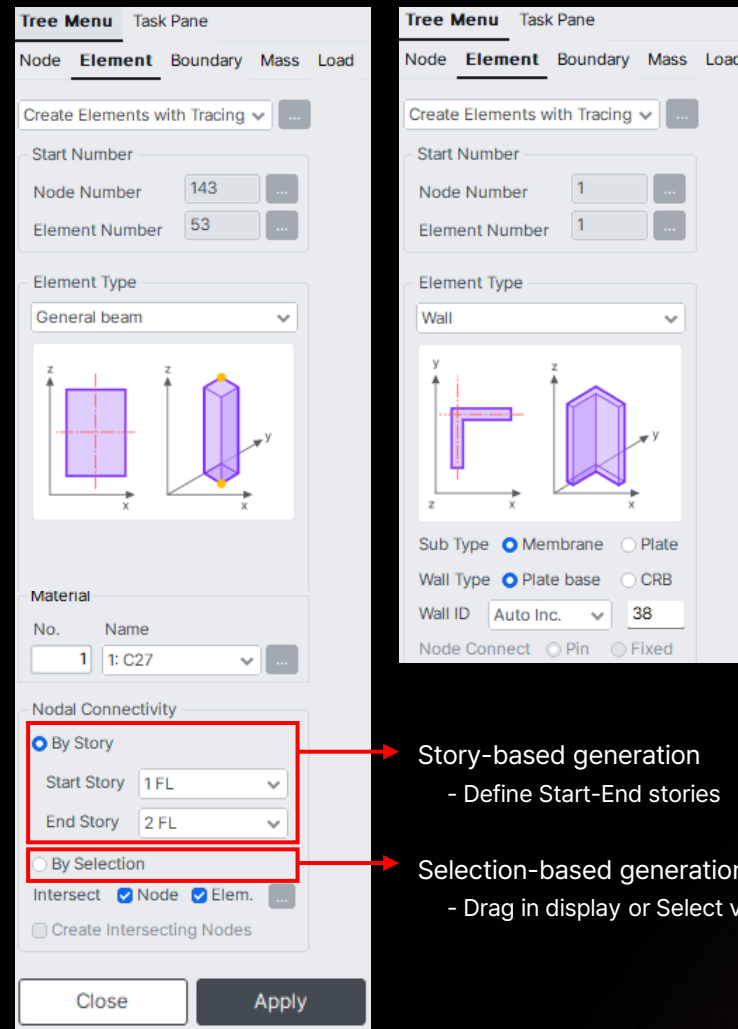 Tree Menu Task Pane
Node Element Boundary Mass Load
Create Elements with Tracing ...
Start Number
Node Number 143 ...
Element Number 53 ...
Element Type
General beam
z
z
y
x
x
Material
No. Name
1 1: C27 ...
Nodal Connectivity
By Story
Start Story 1 FL
End Story 2 FL
By Selection
Intersect Node Elem. ...
Create Intersecting Nodes
Close Apply
Tree Menu Task Pane
Node Element Boundary Mass Load
Create Elements with Tracing ...
Start Number
Node Number 1 ...
Element Number 1 ...
Element Type
Wall
y
z
y
z x
x
Sub Type Membrane Plate
Wall Type Plate base CRB
Wall ID Auto Inc. 38
Node Connect Pin Fixed
Story-based generation
- Define Start-End stories
Selection-based generation
- Drag in display or Select